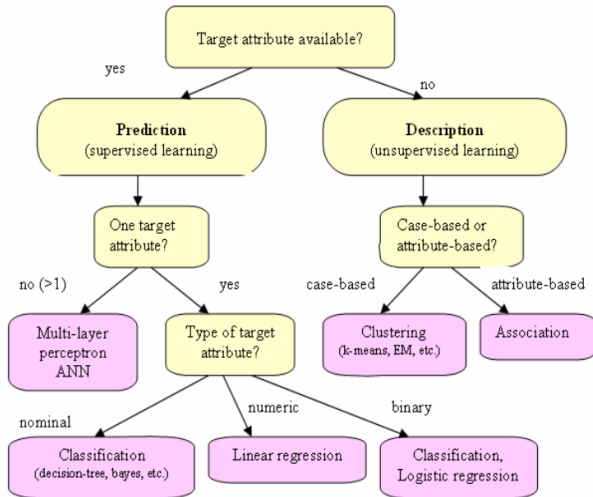 Target attribute available?
yes
no
Prediction
(supervised learning)
Description
(unsupervised learning)
One target
attribute?
Case-based or
attribute-based?
no (>1)
yes
case-based
attribute-based
Multi-layer
perceptron
ANN
Type of target
attribute?
Clustering
(k-means, EM, etc.)
Association
nominal
numeric
binary
Classification
(decision-tree, bayes, etc.)
Linear regression
Classification,
Logistic regression